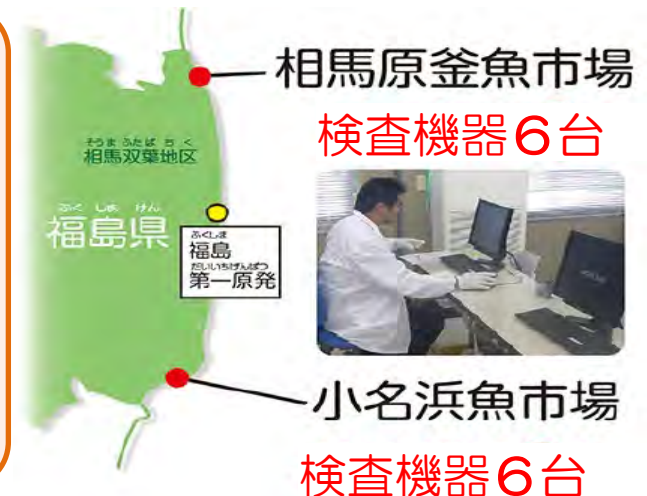 相馬原釜魚市場
検査機器６台
そうま ふたば ちく
相馬双葉地区
ふく しま けん
福島県
ふくしま
福島
だいいちげんぱつ
第一原発
小名浜魚市場
検査機器６台